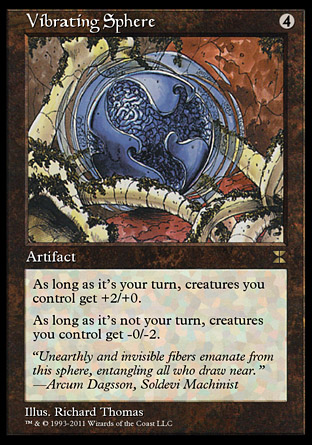 Vibrating Sphere 4
Artifact
As long as it's your turn, creatures you
control get +2/+0.
As long as it's not your turn, creatures
you control get -0/-2.
"Unearthly and invisible fibers emanate from
this sphere, entangling all who draw near."
—Arcum Dagsson, Soldevi Machinist
Illus. Richard Thomas
™ & © 1993-2011 Wizards of the Coast LLC